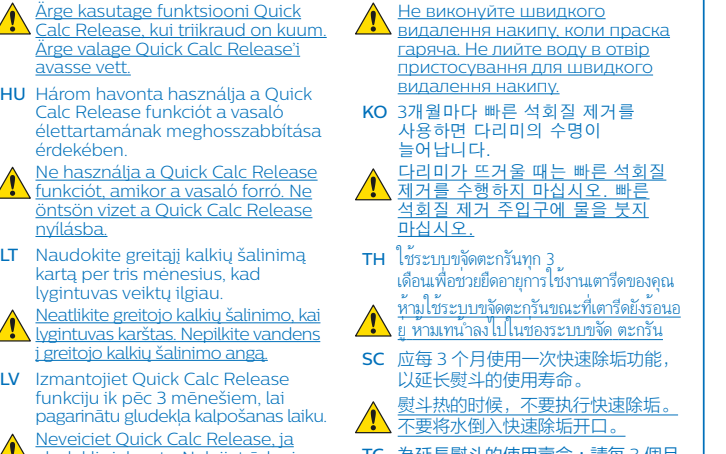 Ärge kasutage funktsiooni Quick
Calc Release, kui triikraud on kuum.
Ärge valage Quick Calc Release'i
avasse vett.
HU Három havonta használja a Quick
Calc Release funkciót a vasaló
élettartamának meghosszabbítása
érdekében.
Ne használja a Quick Calc Release
funkciót, amikor a vasaló forró. Ne
öntsön vizet a Quick Calc Release
nyílásba.
LT Naudokite greitąjį kalkių šalinimą
kartą per tris mėnesius, kad
lygintuvas veiktų ilgiau.
Neatlikite greitojo kalkių šalinimo, kai
lygintuvas karštas. Nepilkite vandens
į greitojo kalkių šalinimo angą.
LV Izmantojiet Quick Calc Release
funkciju ik pēc 3 mēnešiem, lai
pagarinātu gludekļa kalpošanas laiku.
Neveiciet Quick Calc Release, ja
Не виконуйте швидкого
видалення накипу, коли праска
гаряча. Не лийте воду в отвір
пристосування для швидкого
видалення накипу.
KO 3개월마다 빠른 석회질 제거를
사용하면 다리미의 수명이
늘어납니다.
다리미가 뜨거울 때는 빠른 석회질
제거를 수행하지 마십시오. 빠른
석회질 제거 주입구에 물을 붓지
마십시오.
TH ใช้ระบบขจัดตะกรันทุก 3
เดือนเพื่อช่วยยืดอายุการใช้งานเตารีดของคุณ
ห้ามใช้ระบบขจัดตะกรันขณะที่เตารีดยังร้อนอ
ยู่ ห้ามเทน้ำลงไปในช่องระบบขจัด ตะกรัน
SC 应每 3 个月使用一次快速除垢功能，
以延长熨斗的使用寿命。
熨斗热的时候，不要执行快速除垢。
不要将水倒入快速除垢开口。
TC 為延長熨斗的使用壽命，請每 3 個月